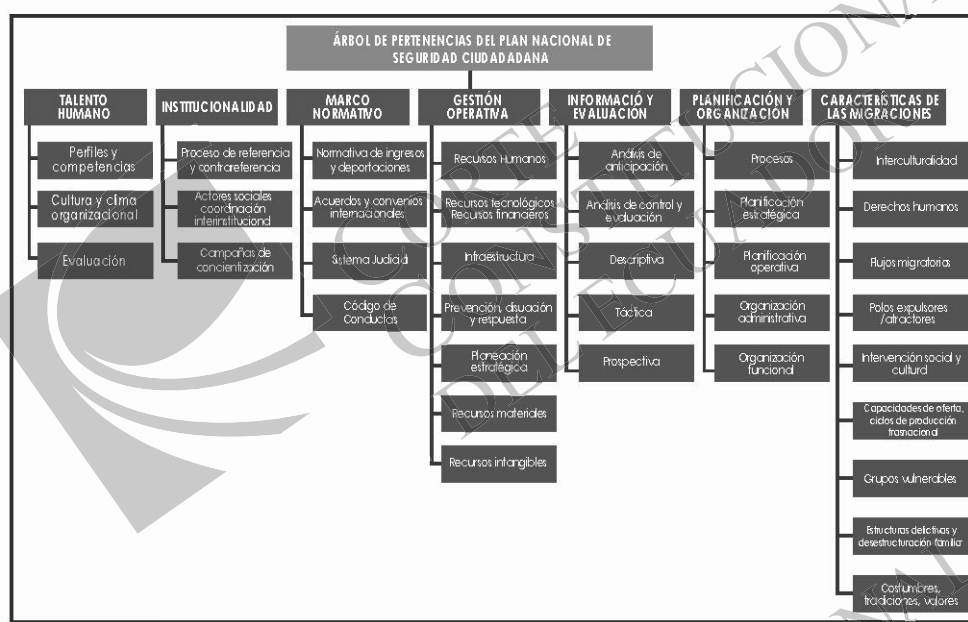 ÁRBOL DE PERTENENCIAS DEL PLAN NACIONAL DE
SEGURIDAD CIUDADADANA
TALENTO
HUMANO
Perfiles y
competencias
Cultura y clima
organizacional
Evaluación
INSTITUCIONALIDAD
Proceso de referencia
y contrareferencia
Actores sociales
coordinación
interinstitucional
Campañas de
concientización
MARCO
NORMATIVO
Normativa de ingresos
y deportaciones
Acuerdos y convenios
internacionales
Sistema Judicial
Código de
Conductas
GESTIÓN
OPERATIVA
Recursos Humanos
Recursos tecnológicos
Recursos financieros
Infraestructura
Prevención, disuación
y respuesta
Planeación
estratégica
Recursos materiales
Recursos intangibles
INFORMACIÓ Y
EVALUACIÓN
Análisis de
anticipación
Análisis de control y
evaluación
Descriptiva
Táctica
Prospectiva
PLANIFICACIÓN Y
ORGANIZACIÓN
Procesos
Planificación
estratégica
Planificación
operativa
Organización
administrativa
Organización
funcional
CARACTERÍSTICAS DE
LAS MIGRACIONES
Interculturalidad
Derechos humanos
Flujos migratorios
Polos expulsores
/atractores
Intervención social y
cultural
Capacidades de oferta,
ciclos de producción
trasnacional
Grupos vulnerables
Estructuras delictivas y
desestructuración familiar
Costumbres,
tradiciones, valores
CORTE
CONSTITUCIONAL
DEL ECUADOR